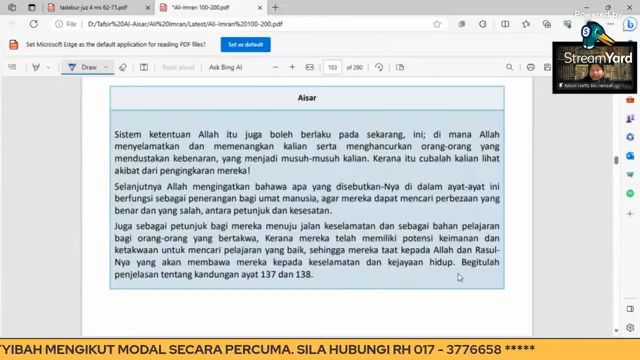 tadabur juz 4 ms 62-71.pdf
*Ali-Imran 100-200.pdf
D:/Tafsir%20Al-Aisar/Ali%20Imran/Latest/Ali-Imran%20100-200.pdf
Set Microsoft Edge as the default application for reading PDF files?
Set as default
Draw
Ask Bing AI
103
of 290
StreamYard
Aisar
Sistem ketentuan Allah itu juga boleh berlaku pada sekarang, ini; di mana Allah
menyelamatkan dan memenangkan kalian serta menghancurkan orang-orang yang
mendustakan kebenaran, yang menjadi musuh-musuh kalian. Kerana itu cubalah kalian lihat
akibat dari pengingkaran mereka!
Selanjutnya Allah mengingatkan bahawa apa yang disebutkan-Nya di dalam ayat-ayat ini
berfungsi sebagai penerangan bagi umat manusia, agar mereka dapat mencari perbezaan yang
benar dan yang salah, antara petunjuk dan kesesatan.
Juga sebagai petunjuk bagi mereka menuju jalan keselamatan dan sebagai bahan pelajaran
bagi orang-orang yang bertakwa, Kerana mereka telah memiliki potensi keimanan dan
ketakwaan untuk mencari pelajaran yang baik, sehingga mereka taat kepada Allah dan Rasul-
Nya yang akan membawa mereka kepada keselamatan dan kejayaan hidup. Begitulah
penjelasan tentang kandungan ayat 137 dan 138.
YYIBAH MENGIKUT MODAL SECARA PERCUMA. SILA HUBUNGI RH 017 - 3776658 *****